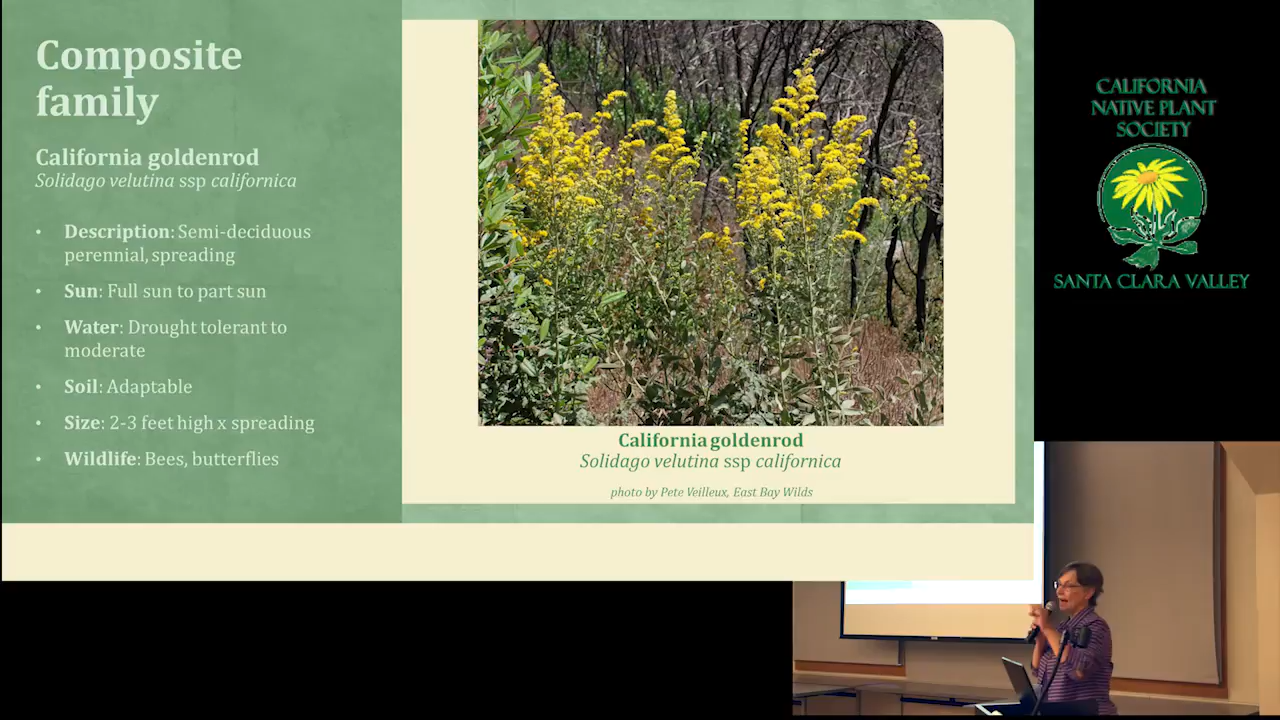 Composite
family
California goldenrod
Solidago velutina ssp californica
• Description: Semi-deciduous
perennial, spreading
• Sun: Full sun to part sun
• Water: Drought tolerant to
moderate
• Soil: Adaptable
• Size: 2-3 feet high x spreading
• Wildlife: Bees, butterflies
California goldenrod
Solidago velutina ssp californica
photo by Pete Veilleux, East Bay Wilds
CALIFORNIA
NATIVE PLANT
SOCIETY
SANTA CLARA VALLEY